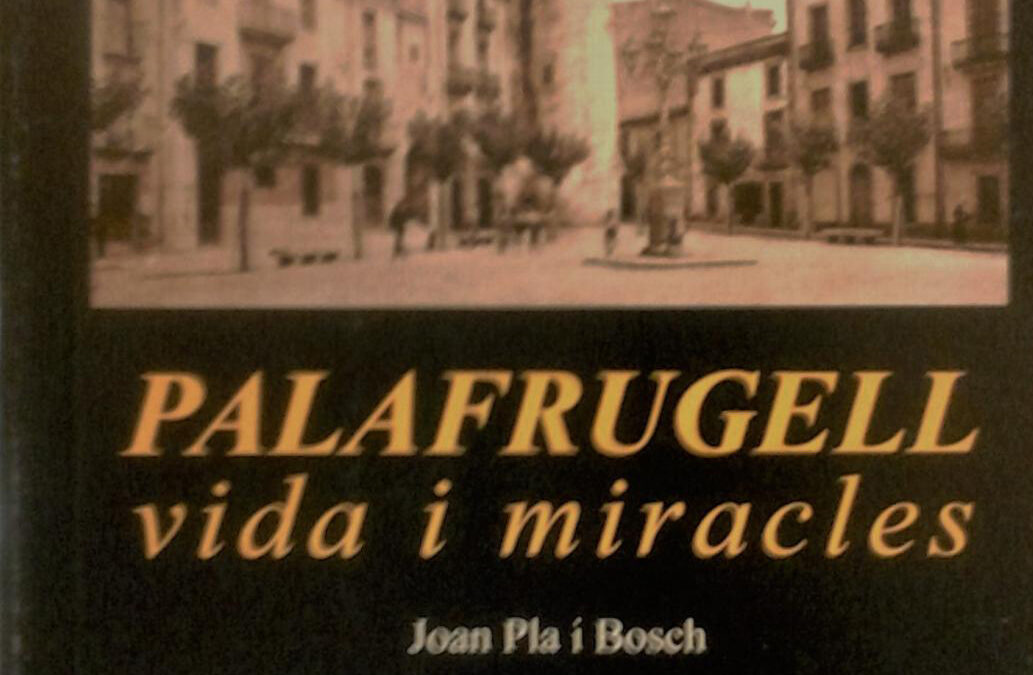 PALAFRUGELL
vida i miracles
Joan Pla i Bosch